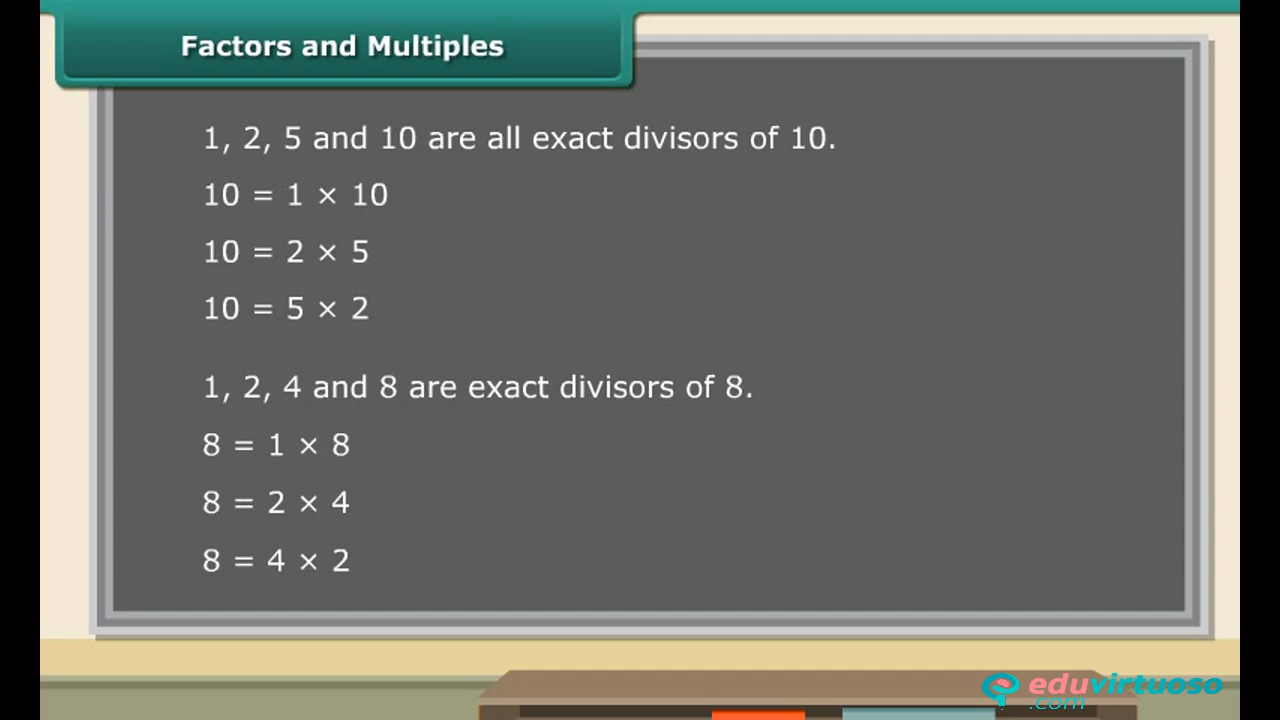 Factors and Multiples
1, 2, 5 and 10 are all exact divisors of 10.
10 = 1 × 10
10 = 2 × 5
10 = 5 × 2
1, 2, 4 and 8 are exact divisors of 8.
8 = 1 × 8
8 = 2 × 4
8 = 4 × 2
eduvirtuoso
.com